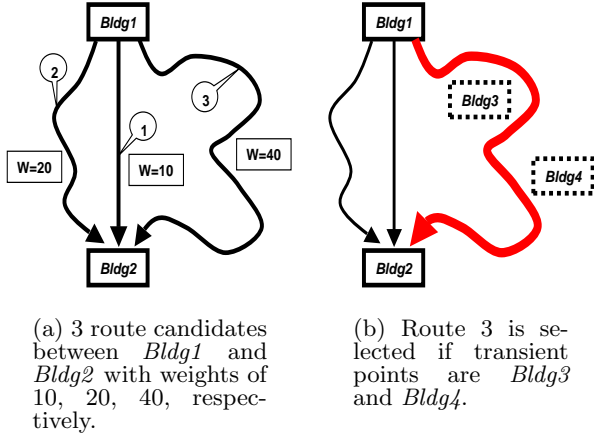 Bldg1
2
3
1
W=20
W=10
W=40
Bldg2
Bldg1
Bldg3
Bldg4
Bldg2
(a) 3 route candidates
between Bldg1 and
Bldg2 with weights of
10, 20, 40, respec-
tively.
(b) Route 3 is se-
lected if transient
points are Bldg3
and Bldg4.